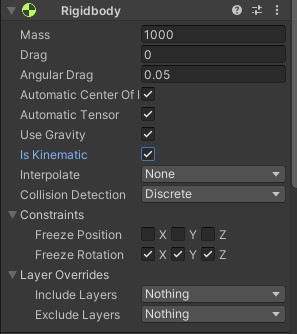 Rigidbody
Mass 1000
Drag 0
Angular Drag 0.05
Automatic Center Of
Automatic Tensor
Use Gravity
Is Kinematic
Interpolate None
Collision Detection Discrete
Constraints
Freeze Position X Y Z
Freeze Rotation X Y Z
Layer Overrides
Include Layers Nothing
Exclude Layers Nothing